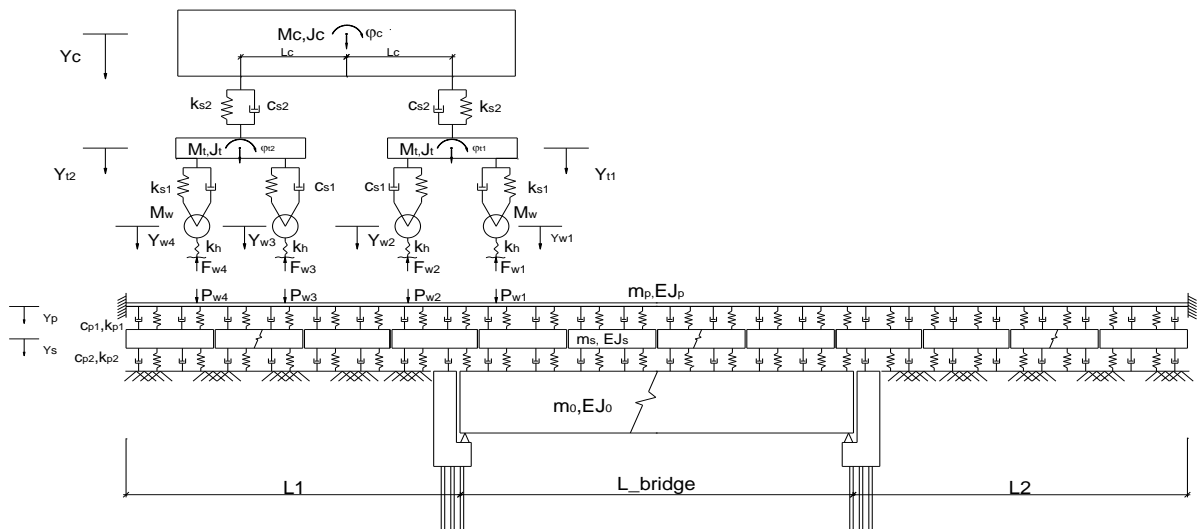 Mc,Jc φc
Yc
Lc Lc
ks2 cs2 cs2 ks2
Mt,Jt φt2 Mt,Jt φt1
Yt2 Yt1
ks1 cs1 cs1 ks1
Mw Mw
Yw4 Yw3 Yw2 Yw1
kh kh kh kh
Fw4 Fw3 Fw2 Fw1
Pw4 Pw3 Pw2 Pw1
mp,EJp
Yp
cp1,kp1
Ys
ms, EJs
cp2,kp2
m0,EJ0
L1 L_bridge L2